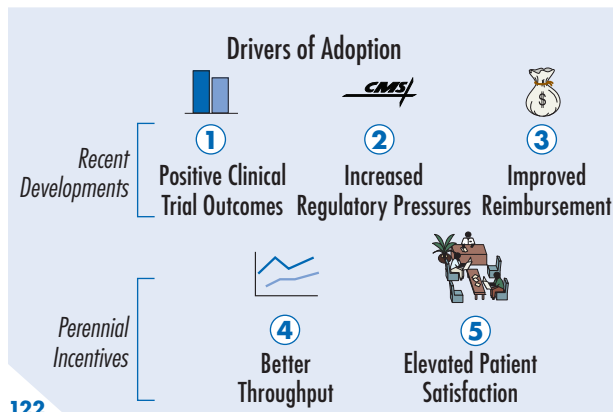 Drivers of Adoption
CMS
$
Recent
Developments
1
Positive Clinical
Trial Outcomes
2
Increased
Regulatory Pressures
3
Improved
Reimbursement
Perennial
Incentives
4
Better
Throughput
5
Elevated Patient
Satisfaction
122